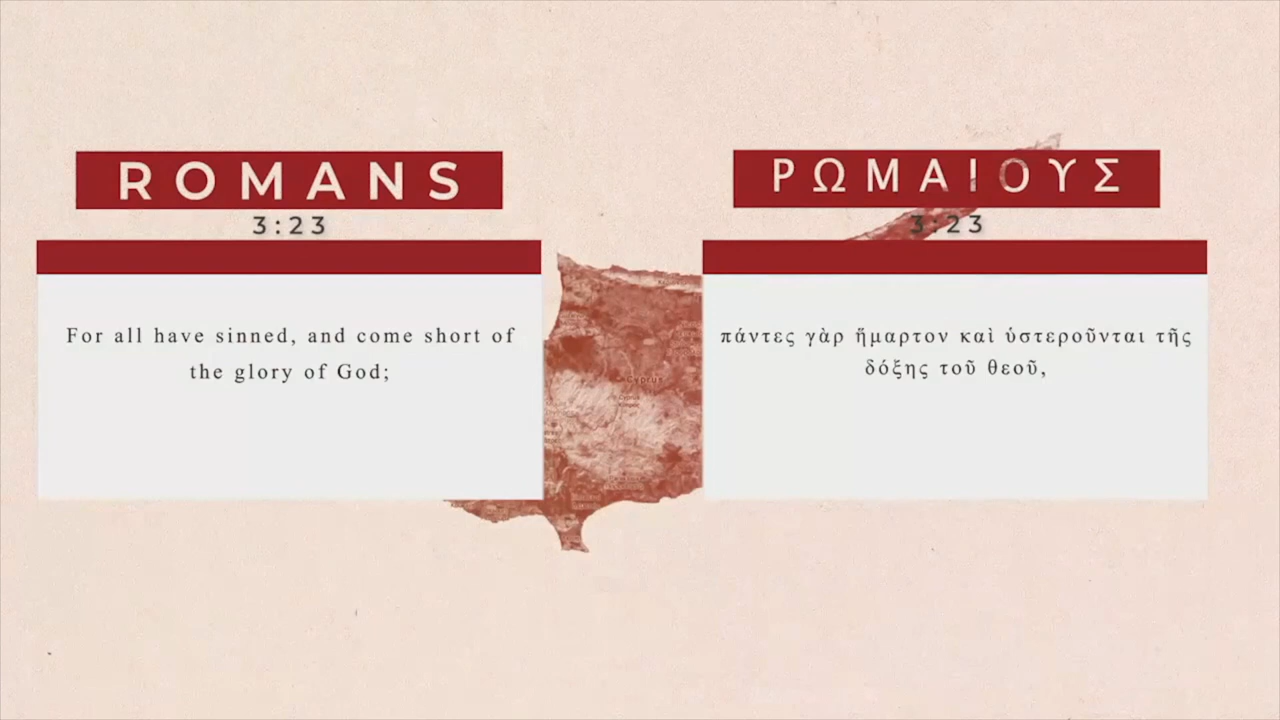 ROMANS
3:23
For all have sinned, and come short of
the glory of God;
ΡΩΜΑΙΟΥΣ
3:23
πάντες γὰρ ἥμαρτον καὶ ὑστεροῦνται τῆς
δόξης τοῦ θεοῦ,
Cyprus